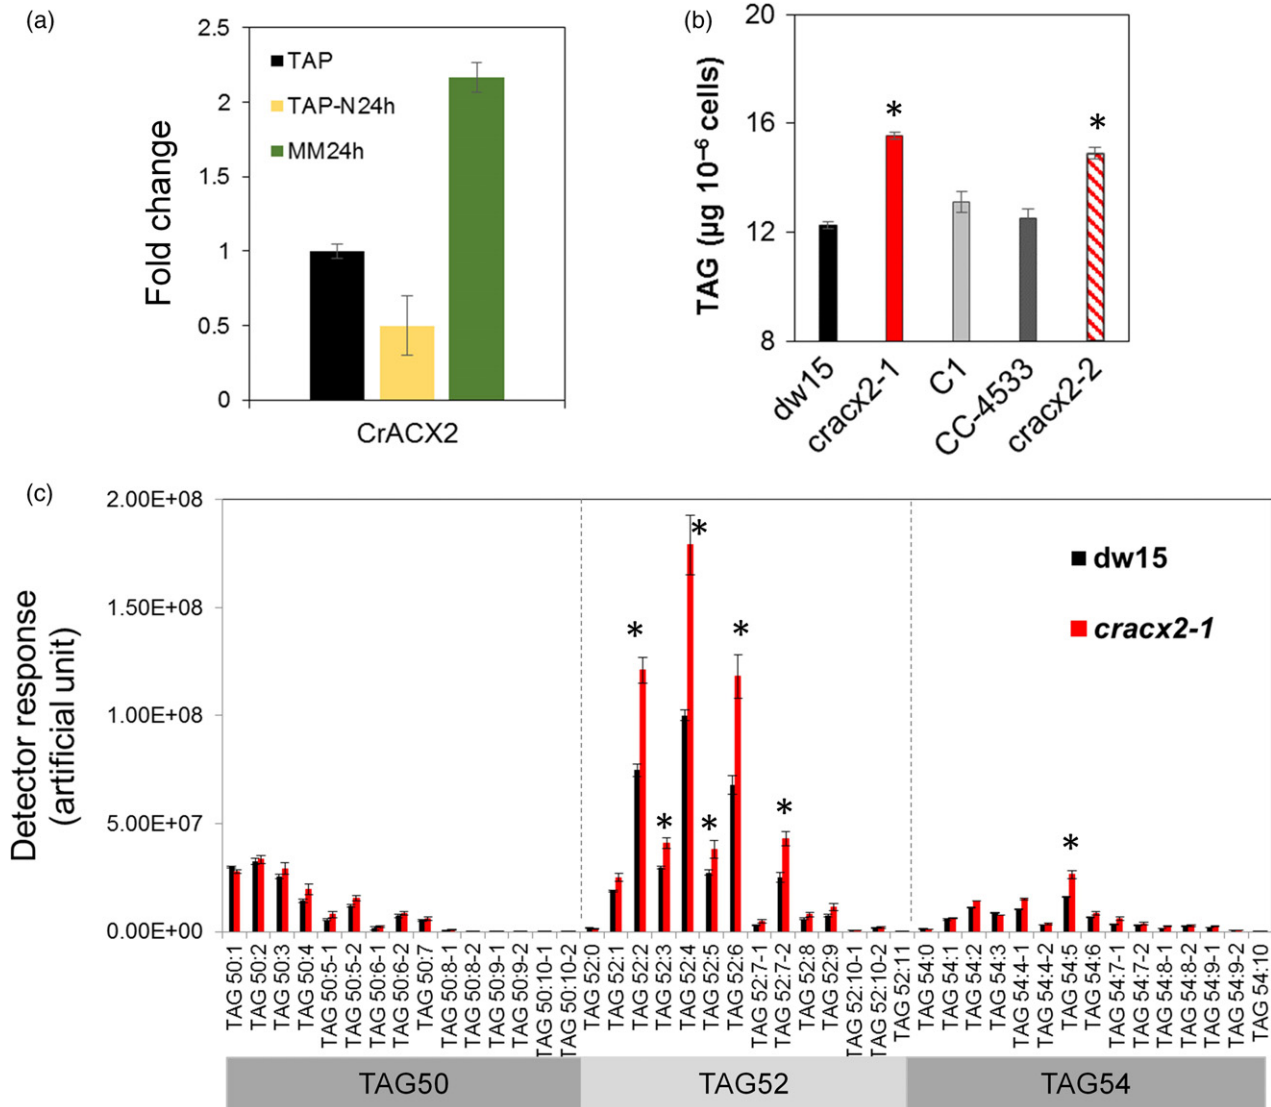 (a)
2.5
2
1.5
1
0.5
0
Fold change
TAP
TAP-N24h
MM24h
CrACX2
(b)
20
16
12
8
TAG (µg 10⁻⁶ cells)
*
*
dw15
cracx2-1
C1
CC-4533
cracx2-2
(c)
2.00E+08
1.50E+08
1.00E+08
5.00E+07
0.00E+00
Detector response
(artificial unit)
dw15
cracx2-1
*
*
*
*
*
*
*
TAG 50:1
TAG 50:2
TAG 50:3
TAG 50:4
TAG 50:5-1
TAG 50:5-2
TAG 50:6-1
TAG 50:6-2
TAG 50:7
TAG 50:8-1
TAG 50:8-2
TAG 50:9-1
TAG 50:9-2
TAG 50:10-1
TAG 50:10-2
TAG 52:0
TAG 52:1
TAG 52:2
TAG 52:3
TAG 52:4
TAG 52:5
TAG 52:6
TAG 52:7-1
TAG 52:7-2
TAG 52:8
TAG 52:9
TAG 52:10-1
TAG 52:10-2
TAG 52:11
TAG 54:0
TAG 54:1
TAG 54:2
TAG 54:3
TAG 54:4-1
TAG 54:4-2
TAG 54:5
TAG 54:6
TAG 54:7-1
TAG 54:7-2
TAG 54:8-1
TAG 54:8-2
TAG 54:9-1
TAG 54:9-2
TAG 54:10
TAG50
TAG52
TAG54